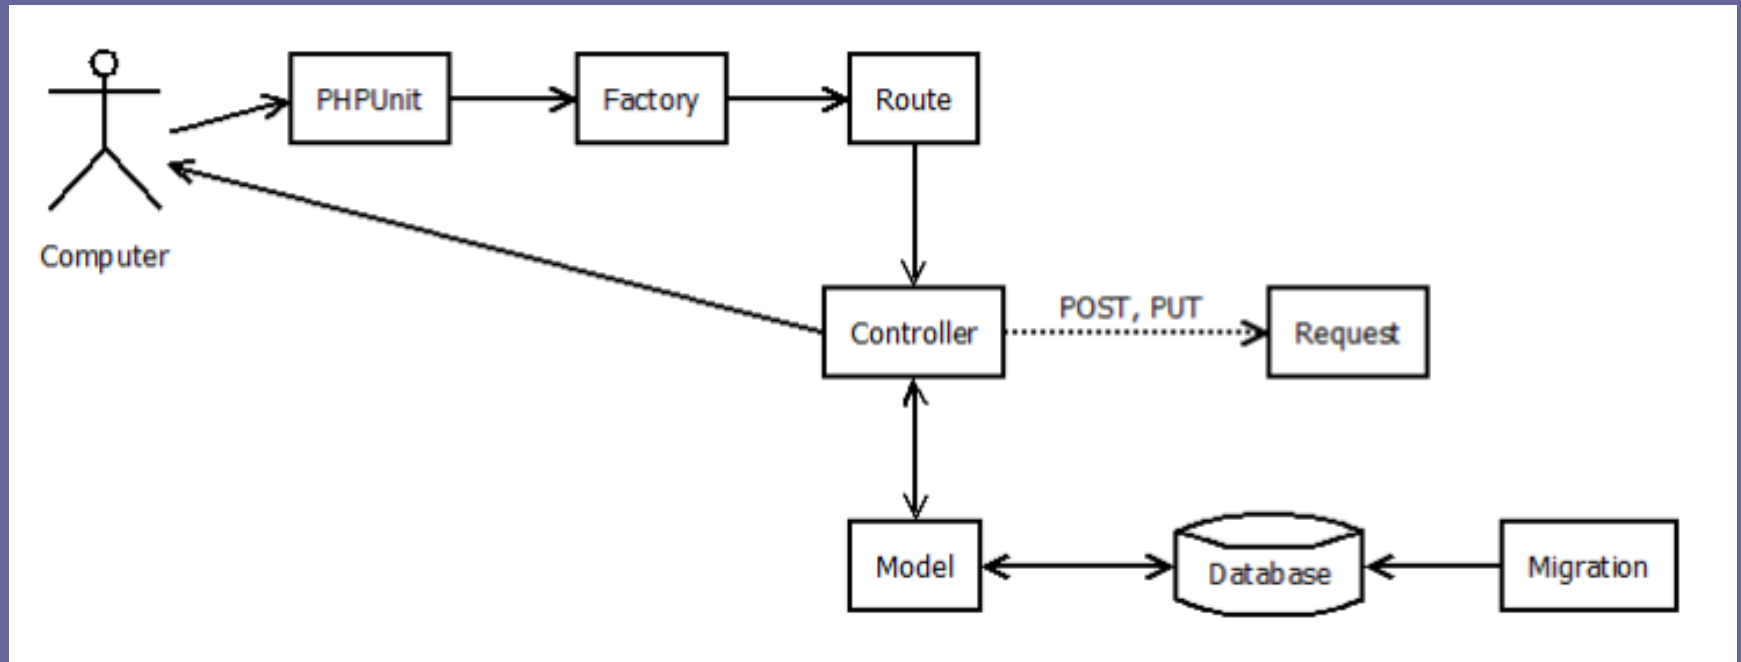 PHPUnit
Factory
Route
Computer
Controller
POST, PUT
Request
Model
Database
Migration